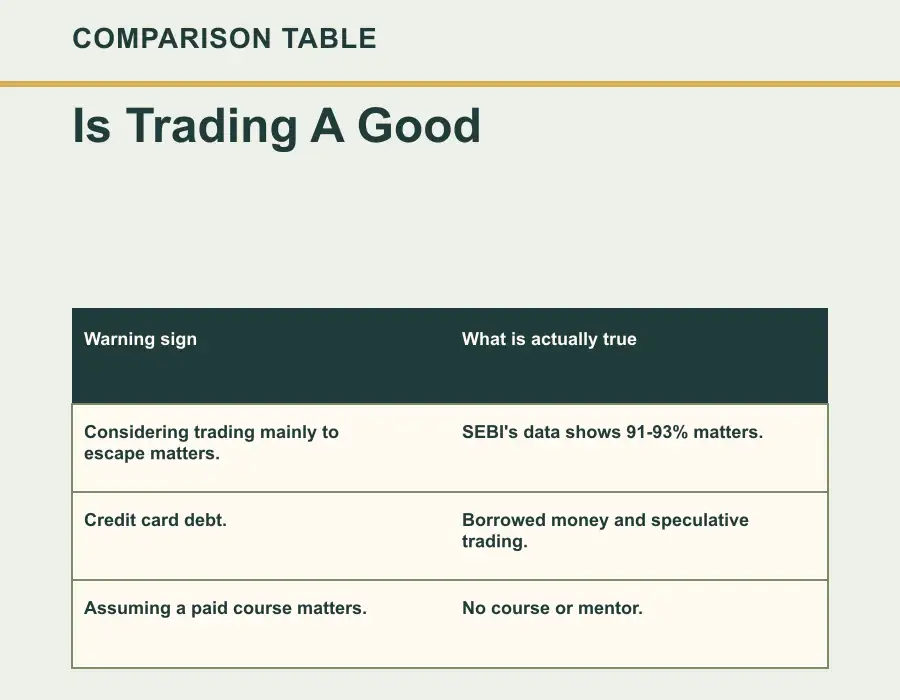 COMPARISON TABLE
Is Trading A Good
Warning sign
What is actually true
Considering trading mainly to
escape matters.
SEBI's data shows 91-93% matters.
Credit card debt.
Borrowed money and speculative
trading.
Assuming a paid course matters.
No course or mentor.